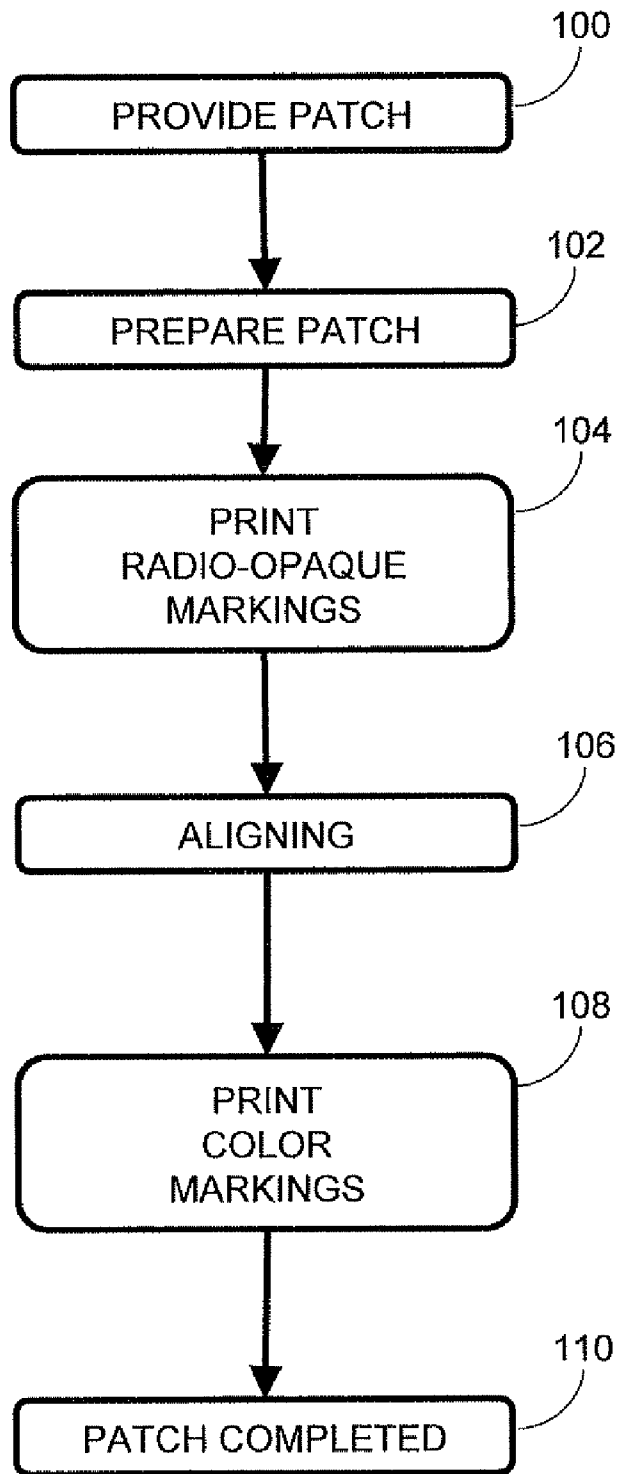 100
PROVIDE PATCH
102
PREPARE PATCH
104
PRINT
RADIO-OPAQUE
MARKINGS
106
ALIGNING
108
PRINT
COLOR
MARKINGS
110
PATCH COMPLETED